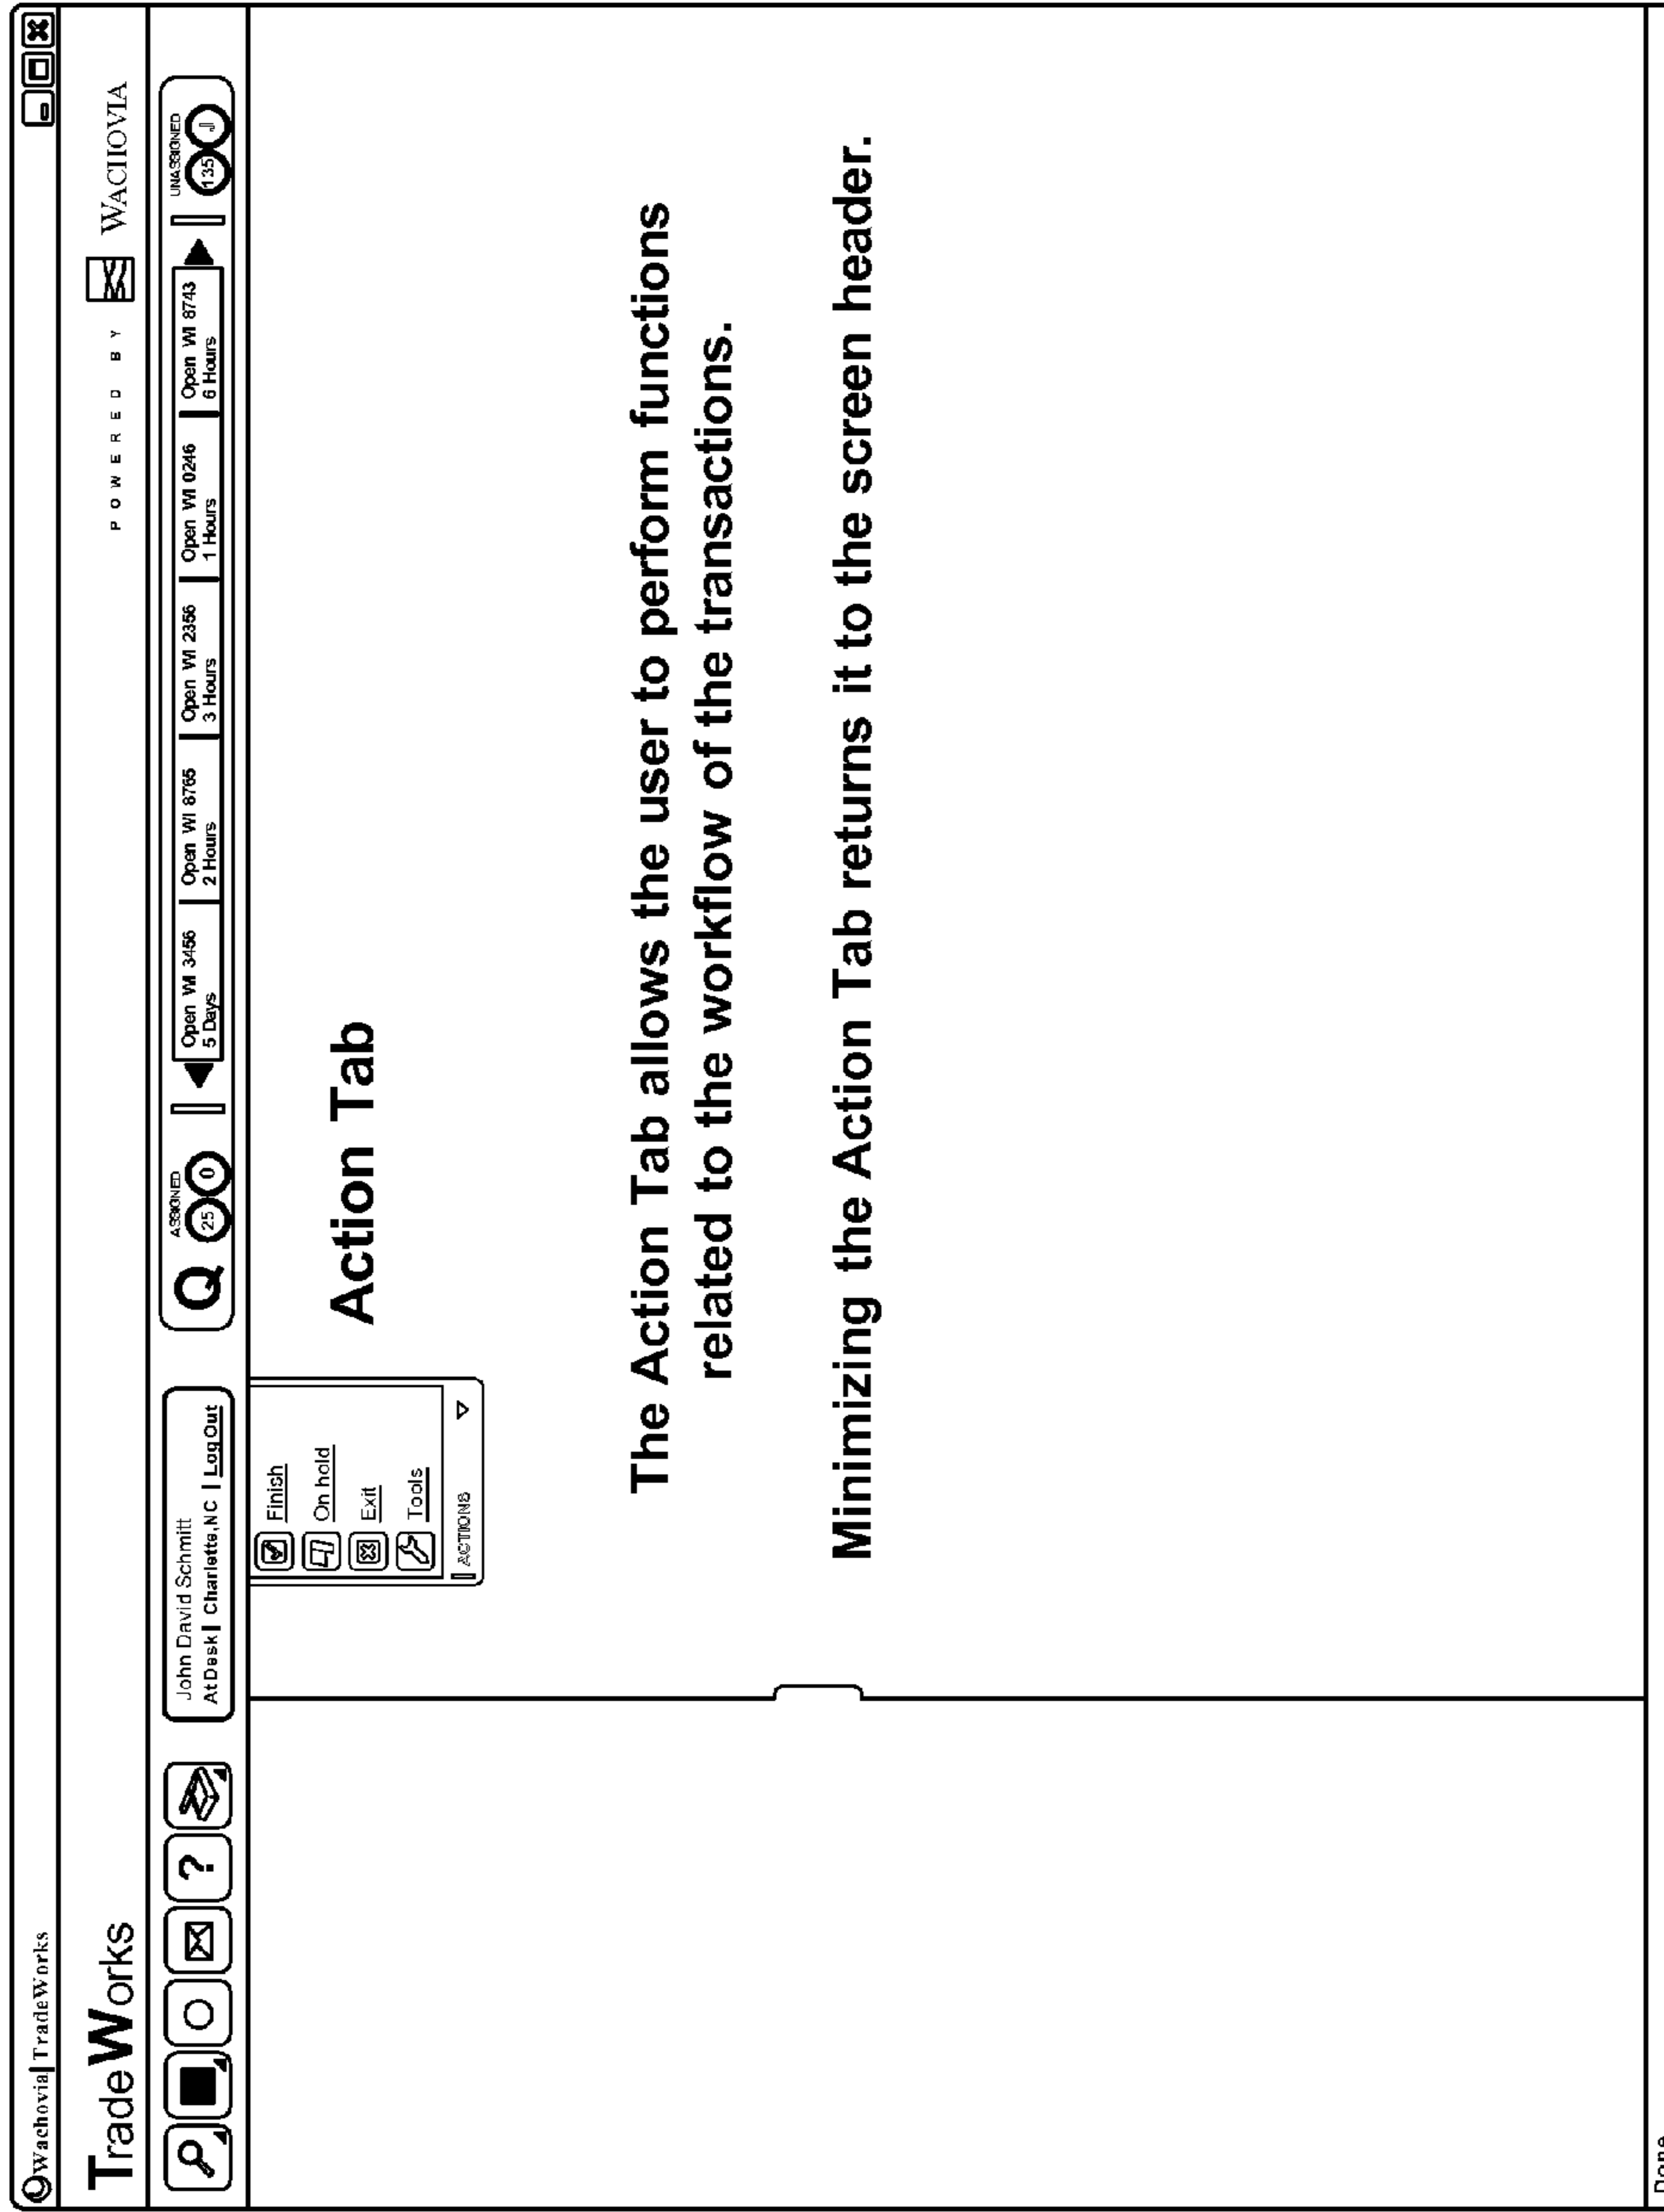 Wachovia| TradeWorks
TradeWorks
POWERED BY WACHOVIA
John David Schmitt
At Desk | Charlotte,NC | Log Out
Q
ASSIGNED
25 0
Open WI 3456
5 Days
Open WI 8765
2 Hours
Open WI 2356
3 Hours
Open WI 0246
1 Hours
Open WI 8743
6 Hours
UNASSIGNED
135 J
?
Finish
On hold
Exit
Tools
ACTIONS
Action Tab
The Action Tab allows the user to perform functions
related to the workflow of the transactions.
Minimizing the Action Tab returns it to the screen header.
Done